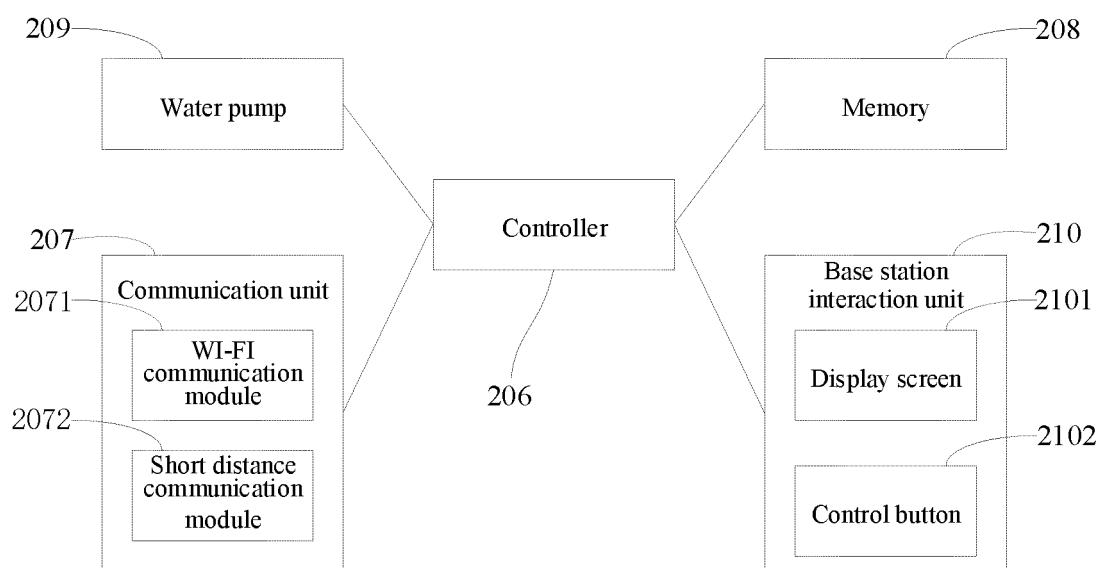 209
208
Water pump
Memory
Controller
207
210
Communication unit
Base station
interaction unit
2071
2101
WI-FI
communication
module
Display screen
206
2072
2102
Short distance
communication
module
Control button